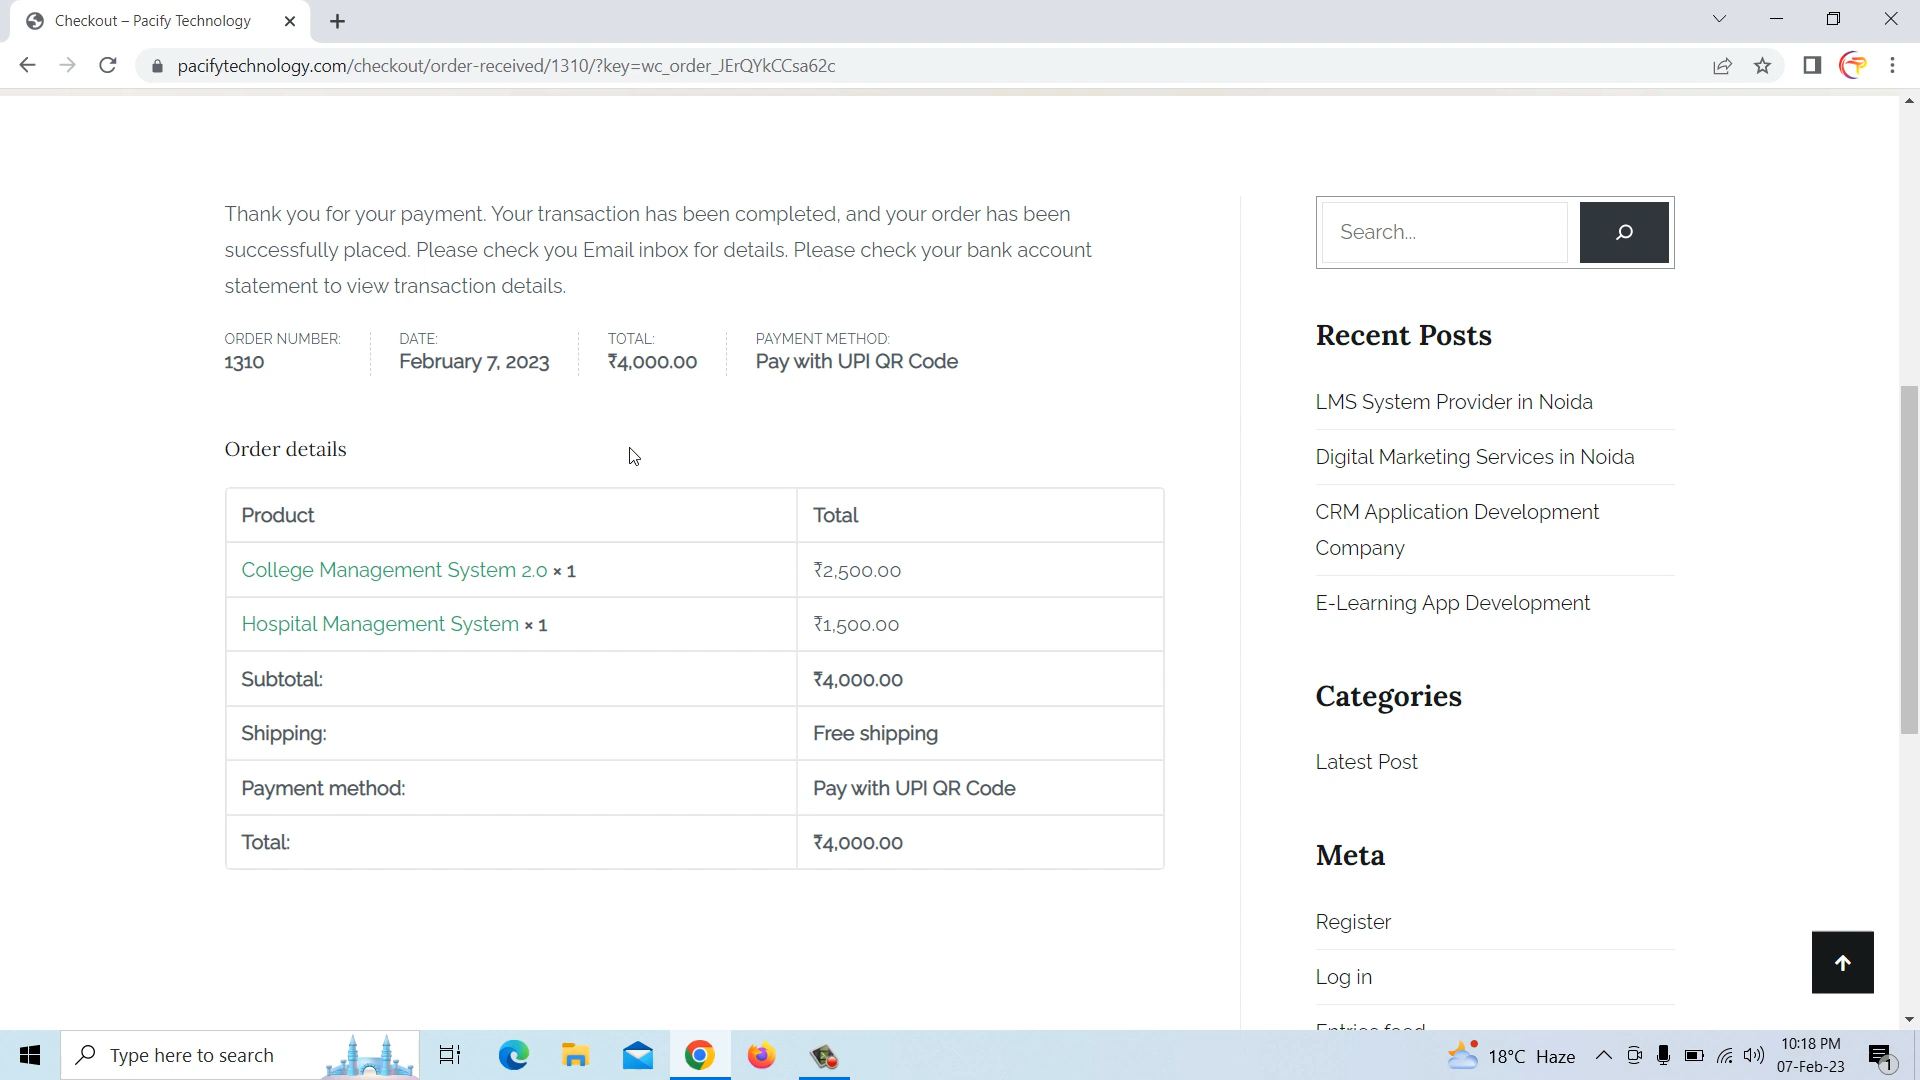 Checkout – Pacify Technology
pacifytechnology.com/checkout/order-received/1310/?key=wc_order_JErQYkCCsa62c
Thank you for your payment. Your transaction has been completed, and your order has been
successfully placed. Please check you Email inbox for details. Please check your bank account
statement to view transaction details.
ORDER NUMBER:
1310
DATE:
February 7, 2023
TOTAL:
₹4,000.00
PAYMENT METHOD:
Pay with UPI QR Code
Order details
Product Total
College Management System 2.0 × 1 ₹2,500.00
Hospital Management System × 1 ₹1,500.00
Subtotal: ₹4,000.00
Shipping: Free shipping
Payment method: Pay with UPI QR Code
Total: ₹4,000.00
Search...
Recent Posts
LMS System Provider in Noida
Digital Marketing Services in Noida
CRM Application Development
Company
E-Learning App Development
Categories
Latest Post
Meta
Register
Log in
Entries feed
Type here to search
18°C Haze
10:18 PM
07-Feb-23
1